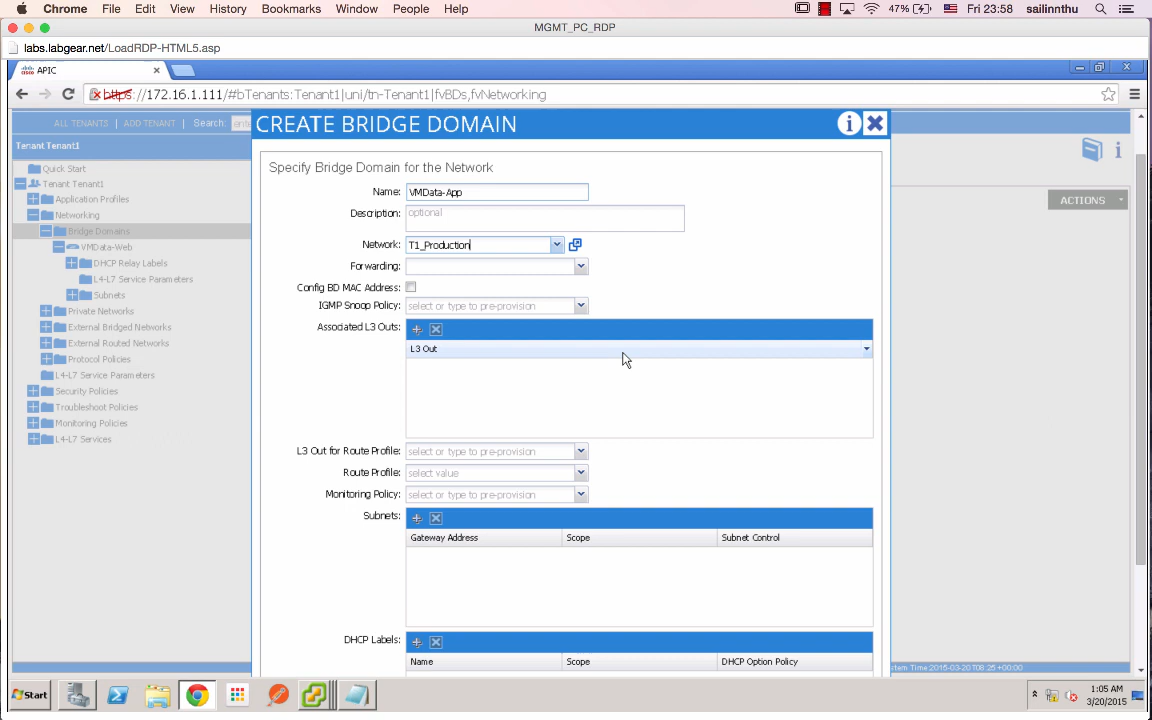 Chrome File Edit View History Bookmarks Window People Help 47% Fri 23:58 sailinnthu
MGMT_PC_RDP
labs.labgear.net/LoadRDP-HTML5.asp
APIC
https://172.16.1.111/#bTenants:Tenant1|uni/tn-Tenant1|fvBDs,fvNetworking
ALL TENANTS | ADD TENANT | Search:
CREATE BRIDGE DOMAIN
Tenant Tenant1
Quick Start
Tenant Tenant1
Application Profiles
Networking
Bridge Domains
VMData-Web
DHCP Relay Labels
L4-L7 Service Parameters
Subnets
Private Networks
External Bridged Networks
External Routed Networks
Protocol Policies
L4-L7 Service Parameters
Security Policies
Troubleshoot Policies
Monitoring Policies
L4-L7 Services
ACTIONS
Specify Bridge Domain for the Network
Name: VMData-App
Description: optional
Network: T1_Production
Forwarding:
Config BD MAC Address:
IGMP Snoop Policy: select or type to pre-provision
Associated L3 Outs:
L3 Out
L3 Out for Route Profile: select or type to pre-provision
Route Profile: select value
Monitoring Policy: select or type to pre-provision
Subnets:
Gateway Address Scope Subnet Control
DHCP Labels:
Name Scope DHCP Option Policy
Time 2015-03-20T08:25 +00:00
Start
1:05 AM
3/20/2015